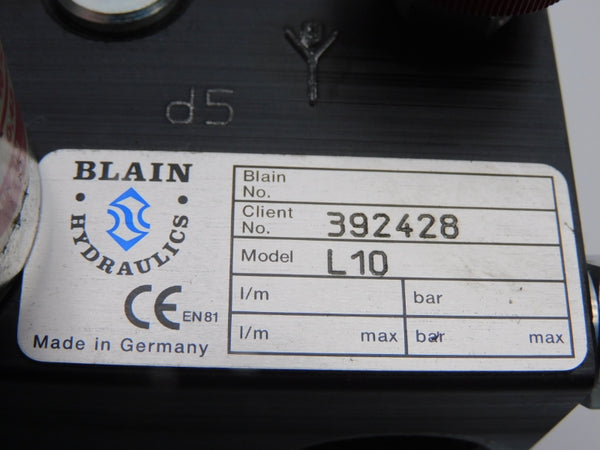 d5
BLAIN
HYDRAULICS
CE EN81
Made in Germany
Blain No.
Client No. 392428
Model L10
l/m bar
l/m max bar max